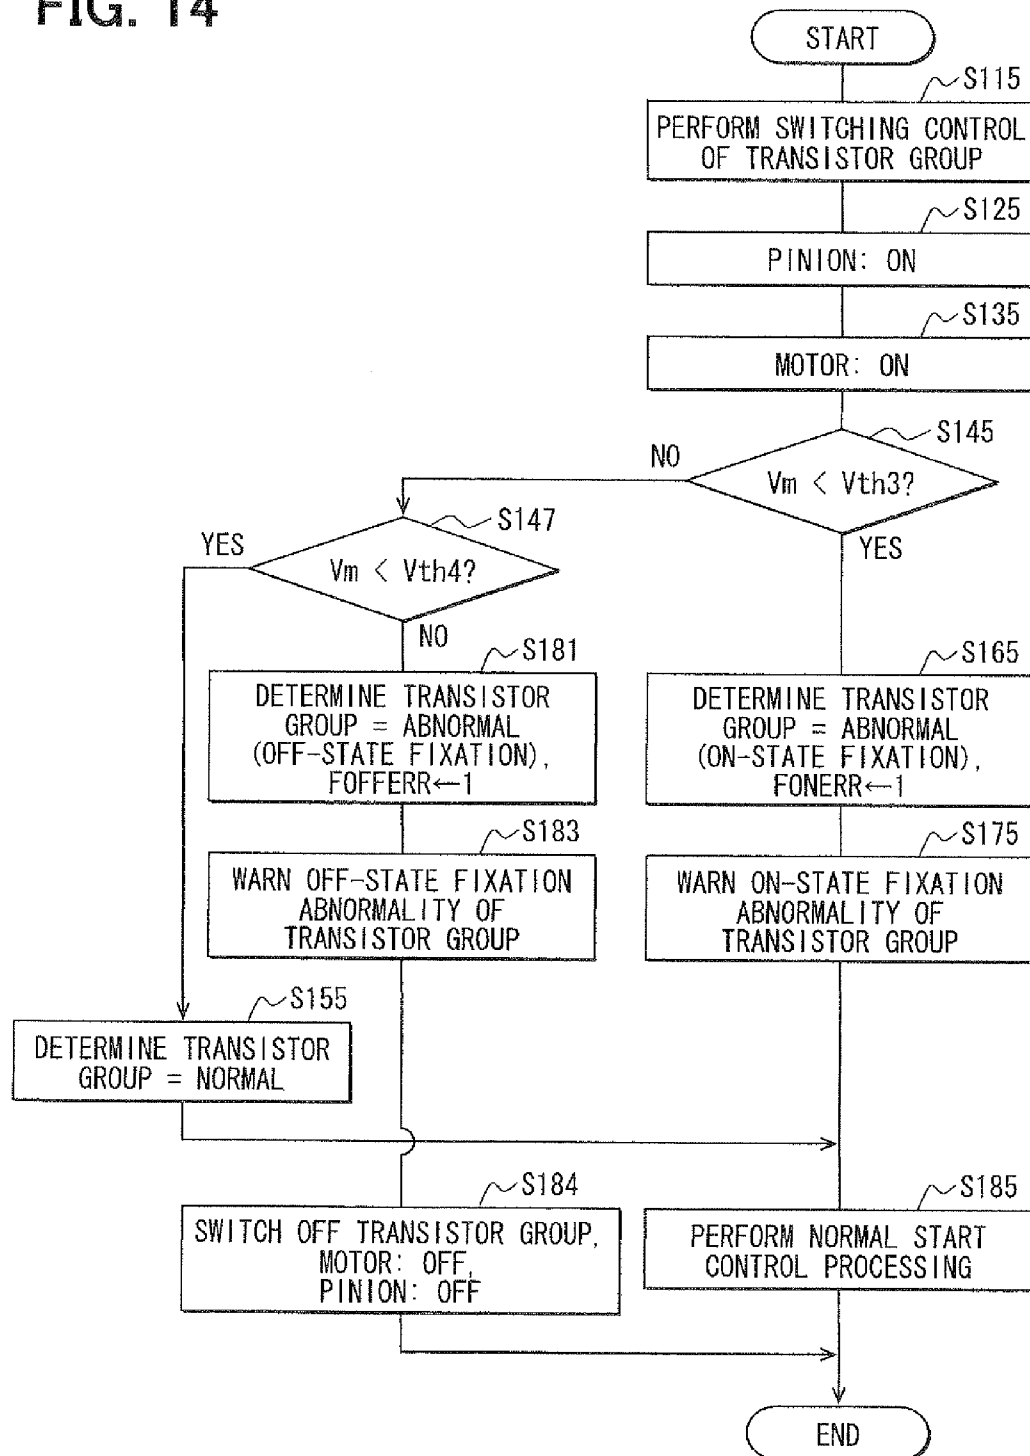 FIG. 14
START
S115
PERFORM SWITCHING CONTROL
OF TRANSISTOR GROUP
S125
PINION: ON
S135
MOTOR: ON
S145
NO
Vm < Vth3?
YES
S147
YES
Vm < Vth4?
NO
S181
DETERMINE TRANSISTOR
GROUP = ABNORMAL
(OFF-STATE FIXATION),
FOFFERR←1
S165
DETERMINE TRANSISTOR
GROUP = ABNORMAL
(ON-STATE FIXATION),
FONERR←1
S183
WARN OFF-STATE FIXATION
ABNORMALITY OF
TRANSISTOR GROUP
S175
WARN ON-STATE FIXATION
ABNORMALITY OF
TRANSISTOR GROUP
S155
DETERMINE TRANSISTOR
GROUP = NORMAL
S184
SWITCH OFF TRANSISTOR GROUP,
MOTOR: OFF,
PINION: OFF
S185
PERFORM NORMAL START
CONTROL PROCESSING
END